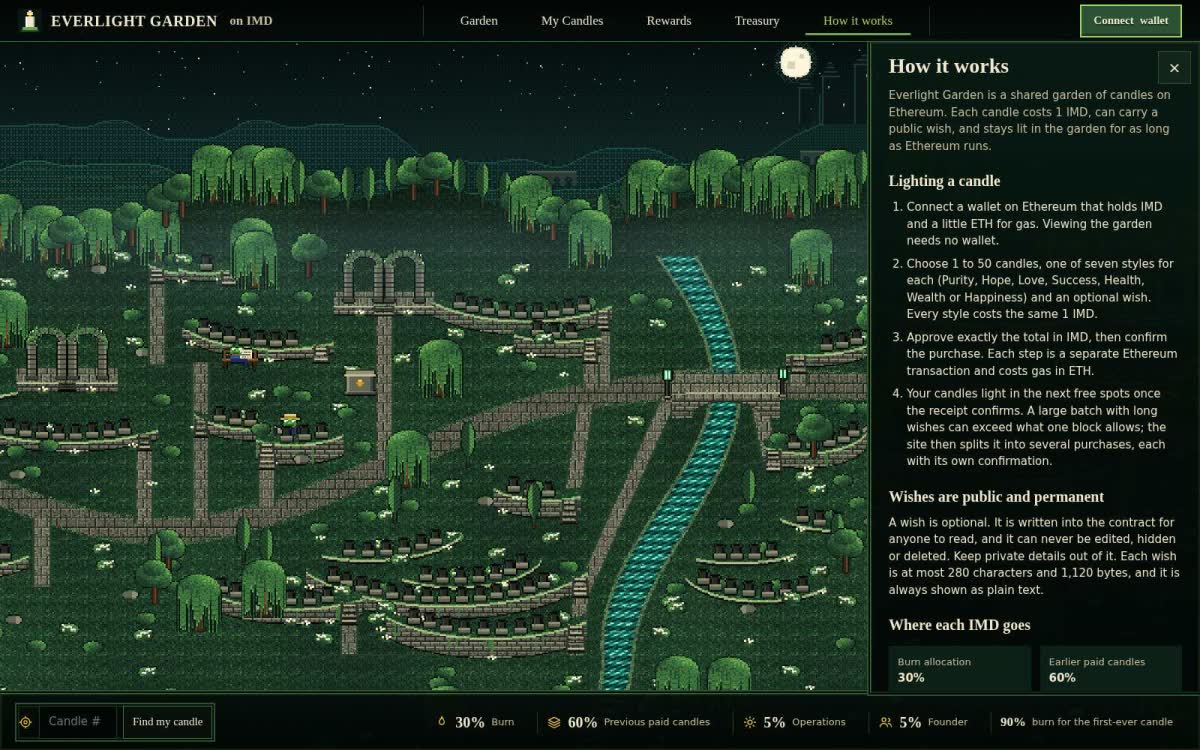 EVERLIGHT GARDEN on IMD
Garden
My Candles
Rewards
Treasury
How it works
Connect wallet
How it works
×
Everlight Garden is a shared garden of candles on
Ethereum. Each candle costs 1 IMD, can carry a
public wish, and stays lit in the garden for as long
as Ethereum runs.
Lighting a candle
1. Connect a wallet on Ethereum that holds IMD
and a little ETH for gas. Viewing the garden
needs no wallet.
2. Choose 1 to 50 candles, one of seven styles for
each (Purity, Hope, Love, Success, Health,
Wealth or Happiness) and an optional wish.
Every style costs the same 1 IMD.
3. Approve exactly the total in IMD, then confirm
the purchase. Each step is a separate Ethereum
transaction and costs gas in ETH.
4. Your candles light in the next free spots once
the receipt confirms. A large batch with long
wishes can exceed what one block allows; the
site then splits it into several purchases, each
with its own confirmation.
Wishes are public and permanent
A wish is optional. It is written into the contract for
anyone to read, and it can never be edited, hidden
or deleted. Keep private details out of it. Each wish
is at most 280 characters and 1,120 bytes, and it is
always shown as plain text.
Where each IMD goes
Burn allocation
30%
Earlier paid candles
60%
Candle #
Find my candle
30% Burn
60% Previous paid candles
5% Operations
5% Founder
90% burn for the first-ever candle